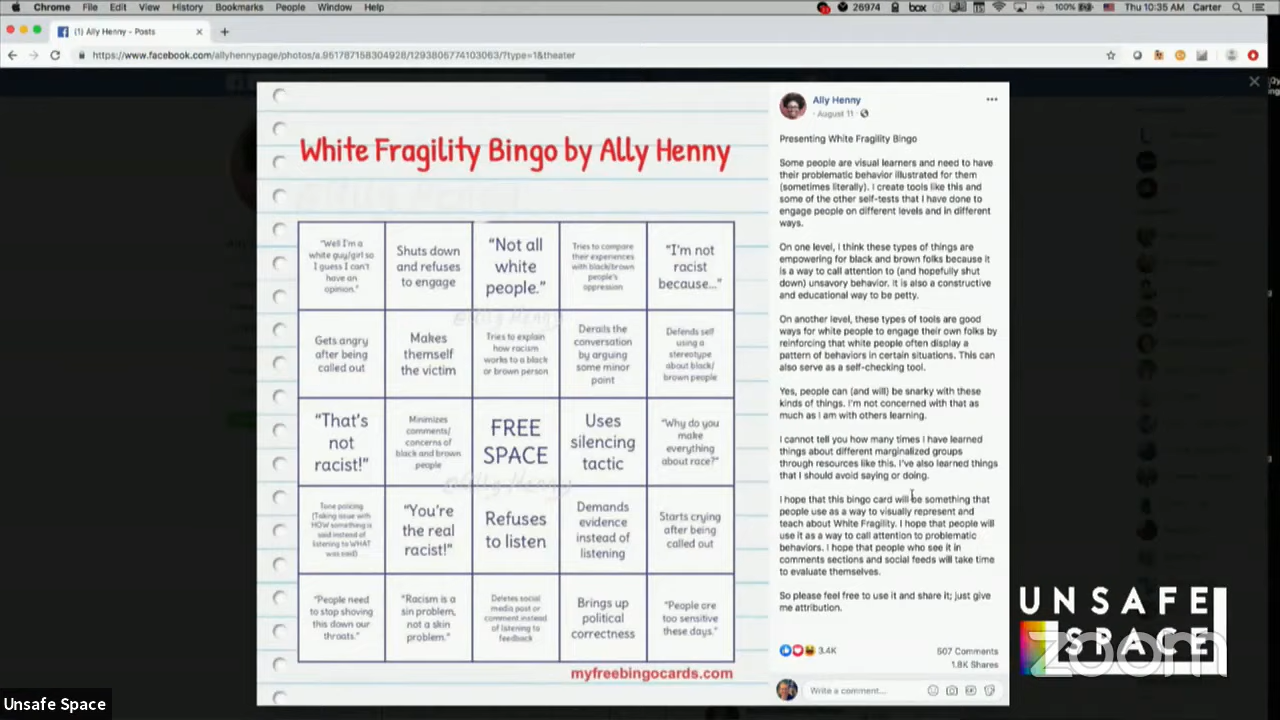 Chrome File Edit View History Bookmarks People Window Help
26974 box 100% Thu 10:35 AM Carter
(1) Ally Henny - Posts
https://www.facebook.com/allyhennypage/photos/a.951787158304928/1293806774103063/?type=1&theater
White Fragility Bingo by Ally Henny
"Well I'm a
white guy/girl so
I guess I can't
have an
opinion."
Shuts down
and refuses
to engage
"Not all
white
people."
Tries to compare
their experiences
with black/brown
people's
oppression
"I'm not
racist
because..."
Gets angry
after being
called out
Makes
themself
the victim
Tries to explain
how racism
works to a black
or brown person
Derails the
conversation
by arguing
some minor
point
Defends self
using a
stereotype
about black/
brown people
"That's
not
racist!"
Minimizes
comments/
concerns of
black and brown
people
FREE
SPACE
Uses
silencing
tactic
"Why do you
make
everything
about race?"
Tone policing
(Taking issue with
HOW something is
said instead of
listening to WHAT
was said)
"You're
the real
racist!"
Refuses
to listen
Demands
evidence
instead of
listening
Starts crying
after being
called out
"People need
to stop shoving
this down our
throats."
"Racism is a
sin problem,
not a skin
problem."
Deletes social
media post or
comment instead
of listening to
feedback
Brings up
political
correctness
"People are
too sensitive
these days."
@Ally Henny
@Ally Henny
myfreebingocards.com
Ally Henny
August 11
Presenting White Fragility Bingo
Some people are visual learners and need to have
their problematic behavior illustrated for them
(sometimes literally). I create tools like this and
some of the other self-tests that I have done to
engage people on different levels and in different
ways.
On one level, I think these types of things are
empowering for black and brown folks because it
is a way to call attention to (and hopefully shut
down) unsavory behavior. It is also a constructive
and educational way to be petty.
On another level, these types of tools are good
ways for white people to engage their own folks by
reinforcing that white people often display a
pattern of behaviors in certain situations. This can
also serve as a self-checking tool.
Yes, people can (and will) be snarky with these
kinds of things. I'm not concerned with that as
much as I am with others learning.
I cannot tell you how many times I have learned
things about different marginalized groups
through resources like this. I've also learned things
that I should avoid saying or doing.
I hope that this bingo card will be something that
people use as a way to visually represent and
teach about White Fragility. I hope that people will
use it as a way to call attention to problematic
behaviors. I hope that people who see it in
comments sections and social feeds will take time
to evaluate themselves.
So please feel free to use it and share it; just give
me attribution.
3.4K
507 Comments
1.8K Shares
Write a comment...
UNSAFE
SPACE
zoom
Unsafe Space